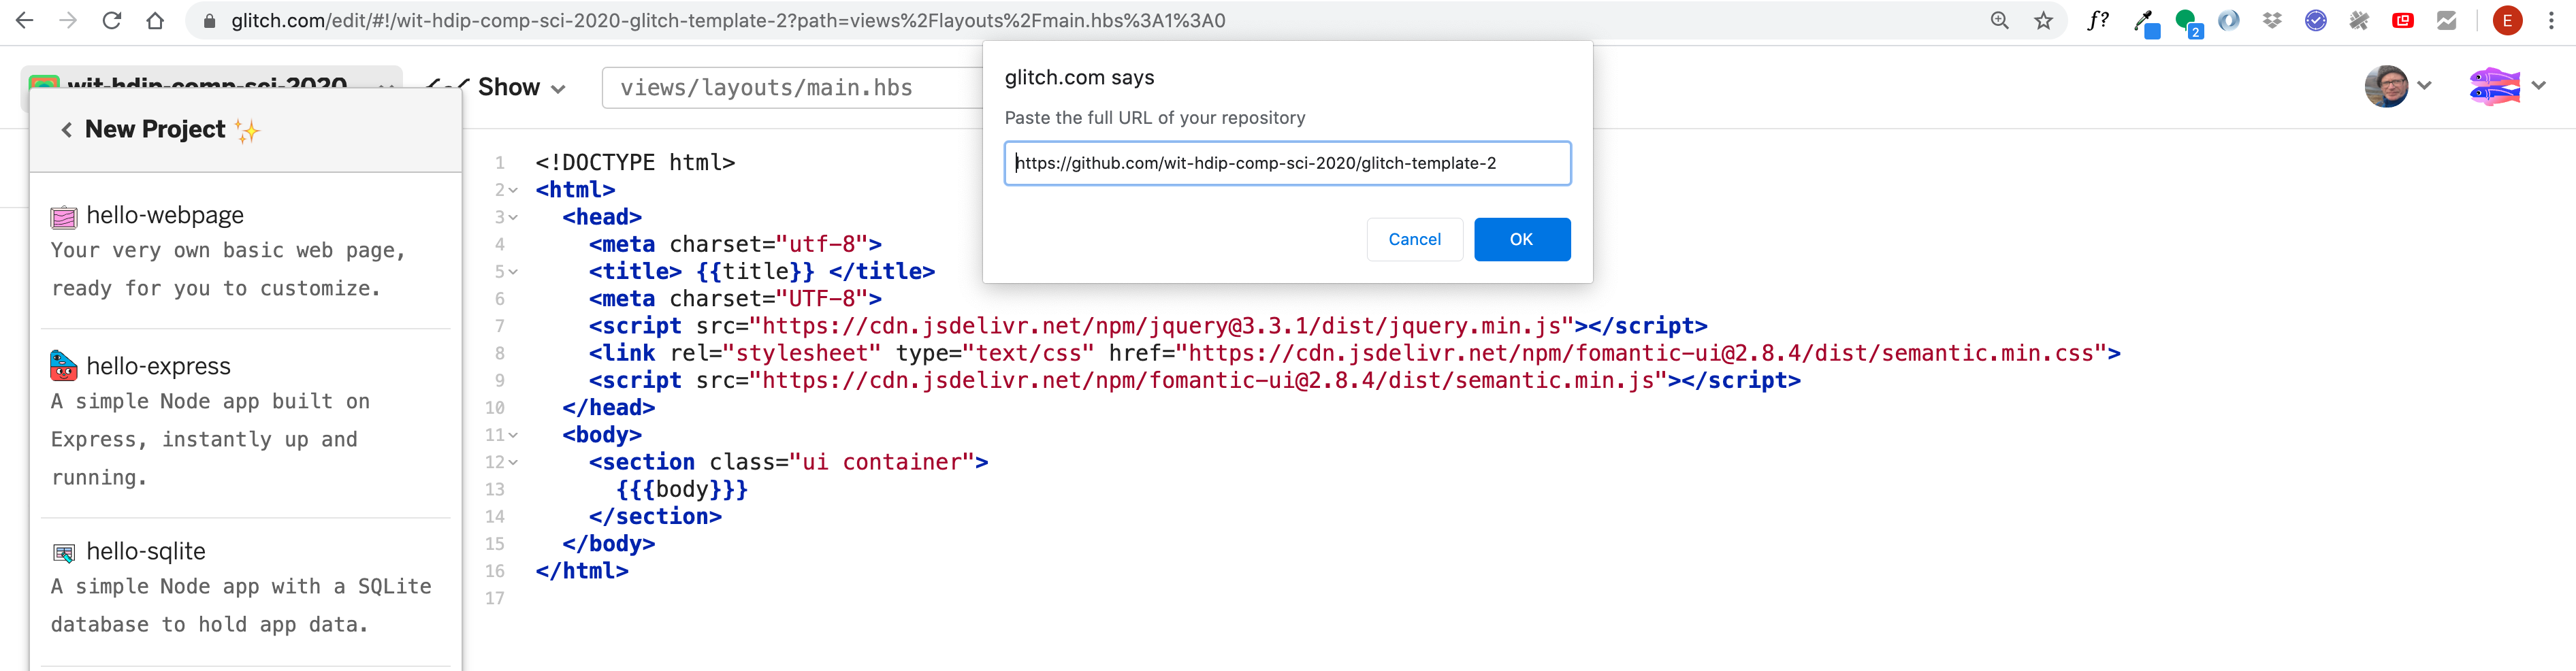 glitch.com/edit/#!/wit-hdip-comp-sci-2020-glitch-template-2?path=views%2Flayouts%2Fmain.hbs%3A1%3A0
f?
2
E
wit-hdip-comp-sci-2020
Show
views/layouts/main.hbs
glitch.com says
Paste the full URL of your repository
https://github.com/wit-hdip-comp-sci-2020/glitch-template-2
Cancel
OK
New Project
hello-webpage
Your very own basic web page,
ready for you to customize.
hello-express
A simple Node app built on
Express, instantly up and
running.
hello-sqlite
A simple Node app with a SQLite
database to hold app data.
1 <!DOCTYPE html>
2 <html>
3 <head>
4 <meta charset="utf-8">
5 <title> {{title}} </title>
6 <meta charset="UTF-8">
7 <script src="https://cdn.jsdelivr.net/npm/jquery@3.3.1/dist/jquery.min.js"></script>
8 <link rel="stylesheet" type="text/css" href="https://cdn.jsdelivr.net/npm/fomantic-ui@2.8.4/dist/semantic.min.css">
9 <script src="https://cdn.jsdelivr.net/npm/fomantic-ui@2.8.4/dist/semantic.min.js"></script>
10 </head>
11 <body>
12 <section class="ui container">
13 {{{body}}}
14 </section>
15 </body>
16 </html>
17